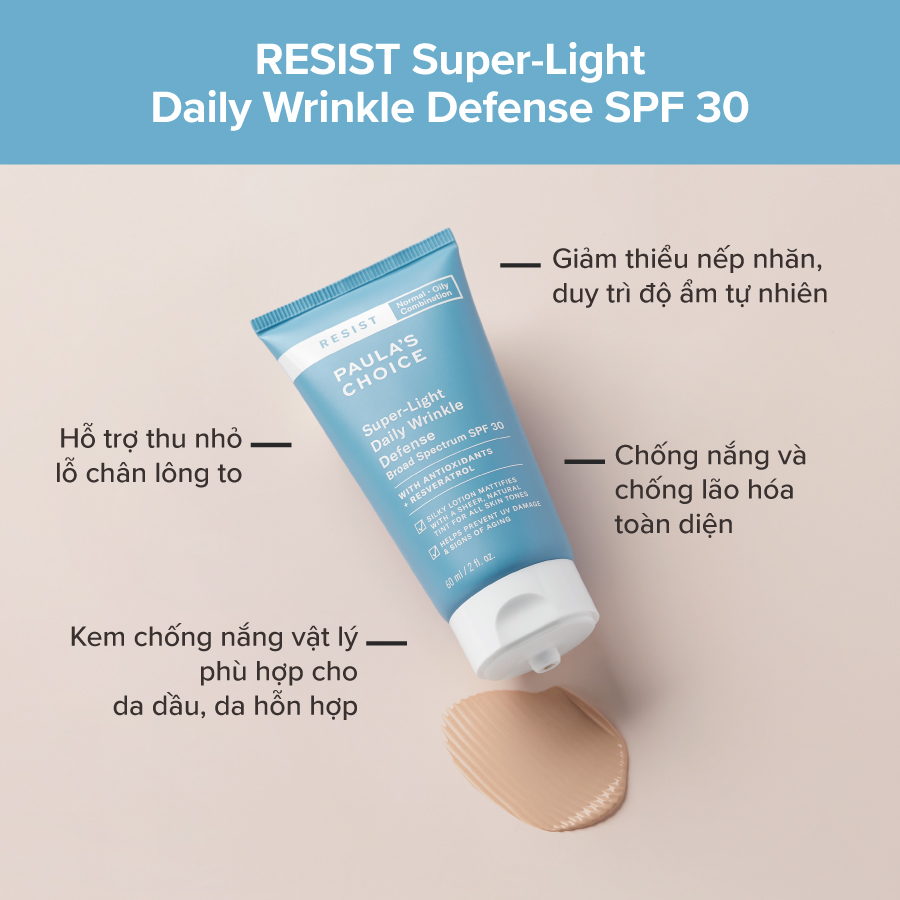 RESIST Super-Light
Daily Wrinkle Defense SPF 30
Giảm thiểu nếp nhăn,
duy trì độ ẩm tự nhiên
Hỗ trợ thu nhỏ
lỗ chân lông to
Chống nắng và
chống lão hóa
toàn diện
Kem chống nắng vật lý
phù hợp cho
da dầu, da hỗn hợp
RESIST
Normal - Oily
Combination
PAULA'S
CHOICE
Super-Light
Daily Wrinkle
Defense
Broad Spectrum SPF 30
WITH ANTIOXIDANTS
+ RESVERATROL
SILKY LOTION MATTIFIES
WITH A SHEER, NATURAL
TINT FOR ALL SKIN TONES
HELPS PREVENT UV DAMAGE
& SIGNS OF AGING
60 ml / 2 fl. oz.